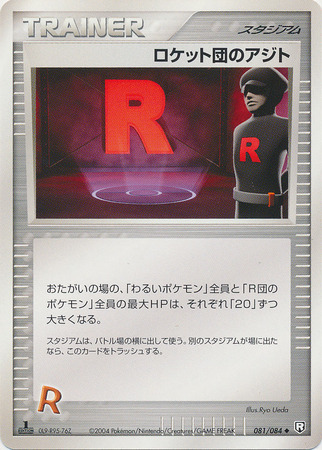 TRAINER
スタジアム
ロケット団のアジト
R
R
おたがいの場の、「わるいポケモン」全員と「R団の
ポケモン」全員の最大HPは、それぞれ「20」ずつ
大きくなる。
スタジアムは、バトル場の横に出して使う。別のスタジアムが場に出たな
ら、このカードをトラッシュする。
R
Illus.Ryo Ueda
1
EDITION
©2004 Pokémon/Nintendo/Creatures/GAME FREAK
081/084
R